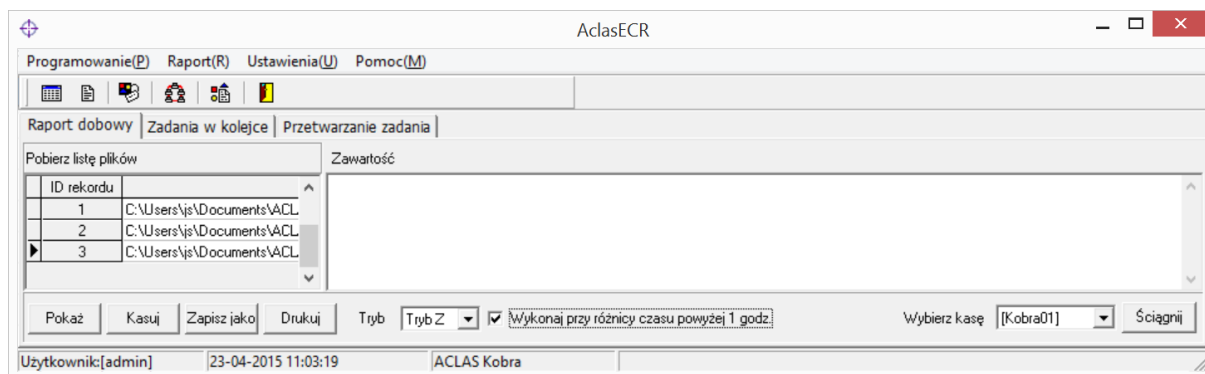 AclasECR
Programowanie(P) Raport(R) Ustawienia(U) Pomoc(M)
Raport dobowy Zadania w kolejce Przetwarzanie zadania
Pobierz listę plików Zawartość
ID rekordu
1 C:\Users\js\Documents\ACL
2 C:\Users\js\Documents\ACL
3 C:\Users\js\Documents\ACL
Pokaż Kasuj Zapisz jako Drukuj Tryb Tryb Z Wykonaj przy różnicy czasu powyżej 1 godz. Wybierz kasę [Kobra01] Ściągnij
Użytkownik:[admin] 23-04-2015 11:03:19 ACLAS Kobra